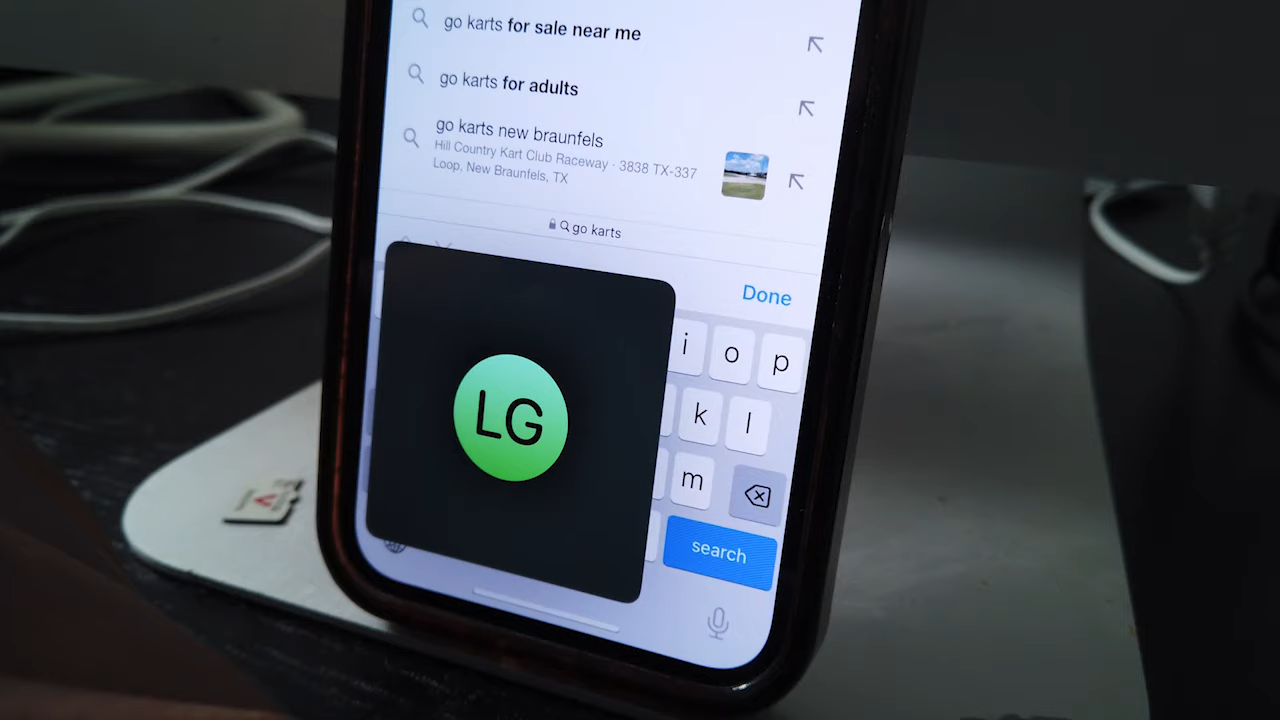 go karts for sale near me
go karts for adults
go karts new braunfels
Hill Country Kart Club Raceway · 3838 TX-337
Loop, New Braunfels, TX
go karts
Done
i o p
k l
m
LG
search